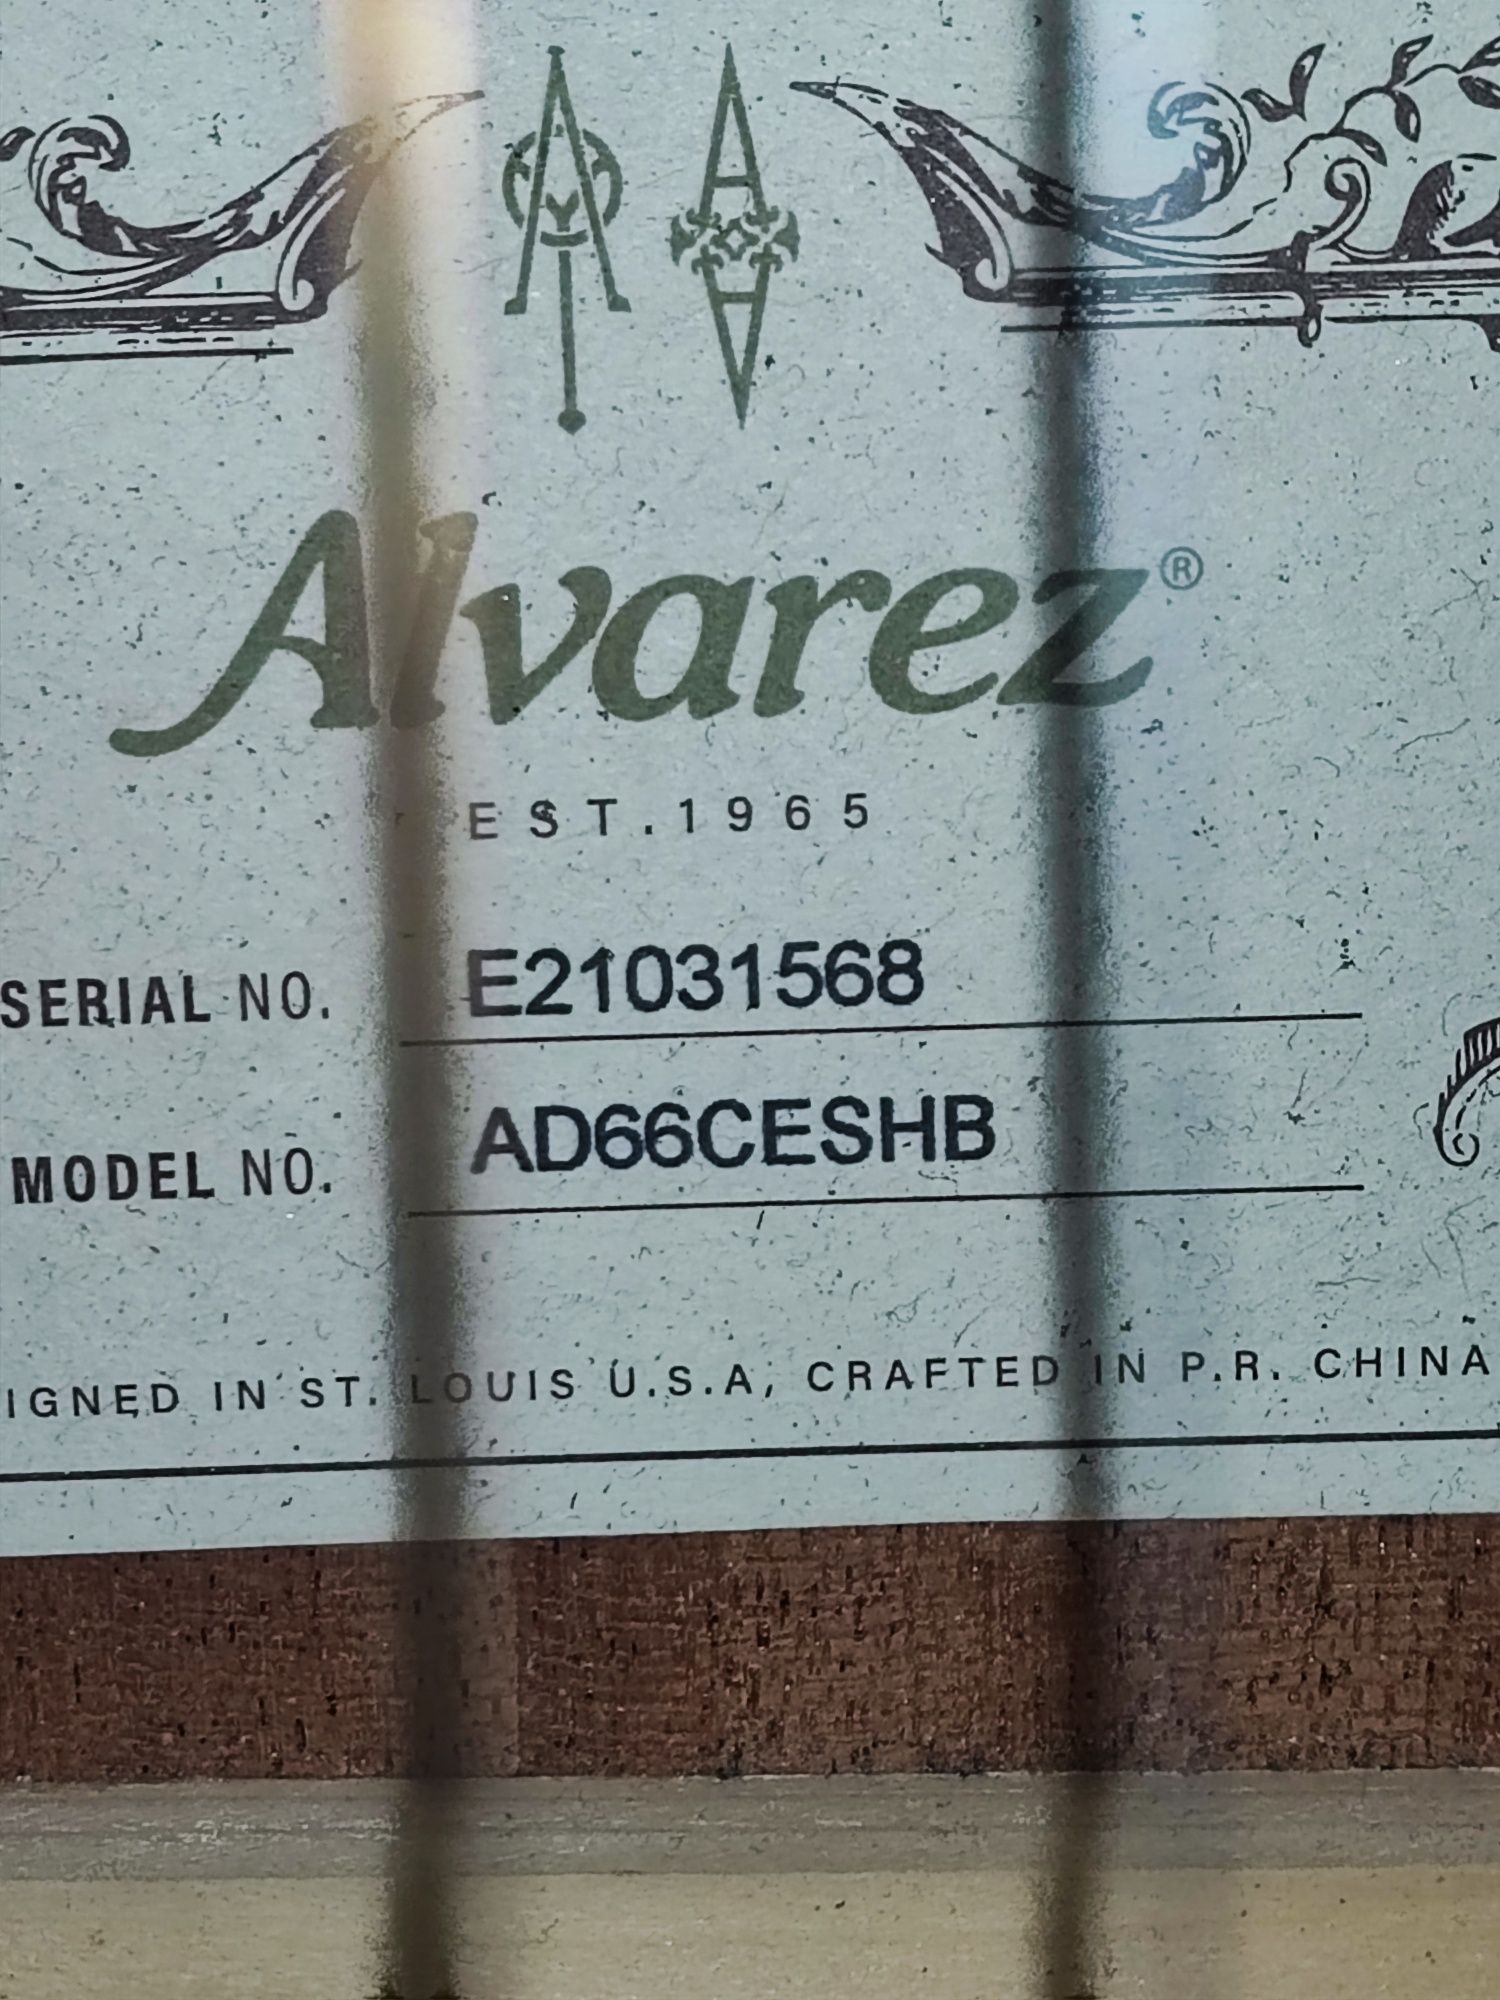 Alvarez®
EST.1965
SERIAL NO. E21031568
MODEL NO. AD66CESHB
IGNED IN ST. LOUIS U.S.A, CRAFTED IN P.R. CHINA